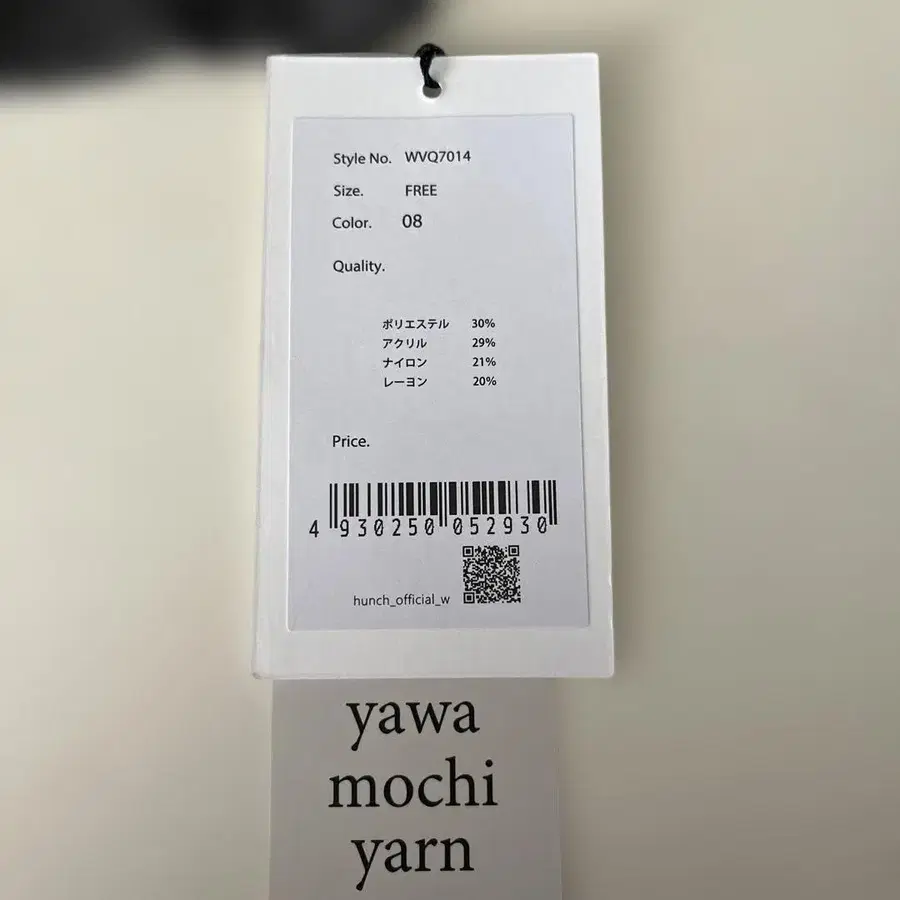 Style No. WVQ7014
Size. FREE
Color. 08
Quality.
ポリエステル 30%
アクリル 29%
ナイロン 21%
レーヨン 20%
Price.
4 930250 052930
hunch_official_w
yawa
mochi
yarn